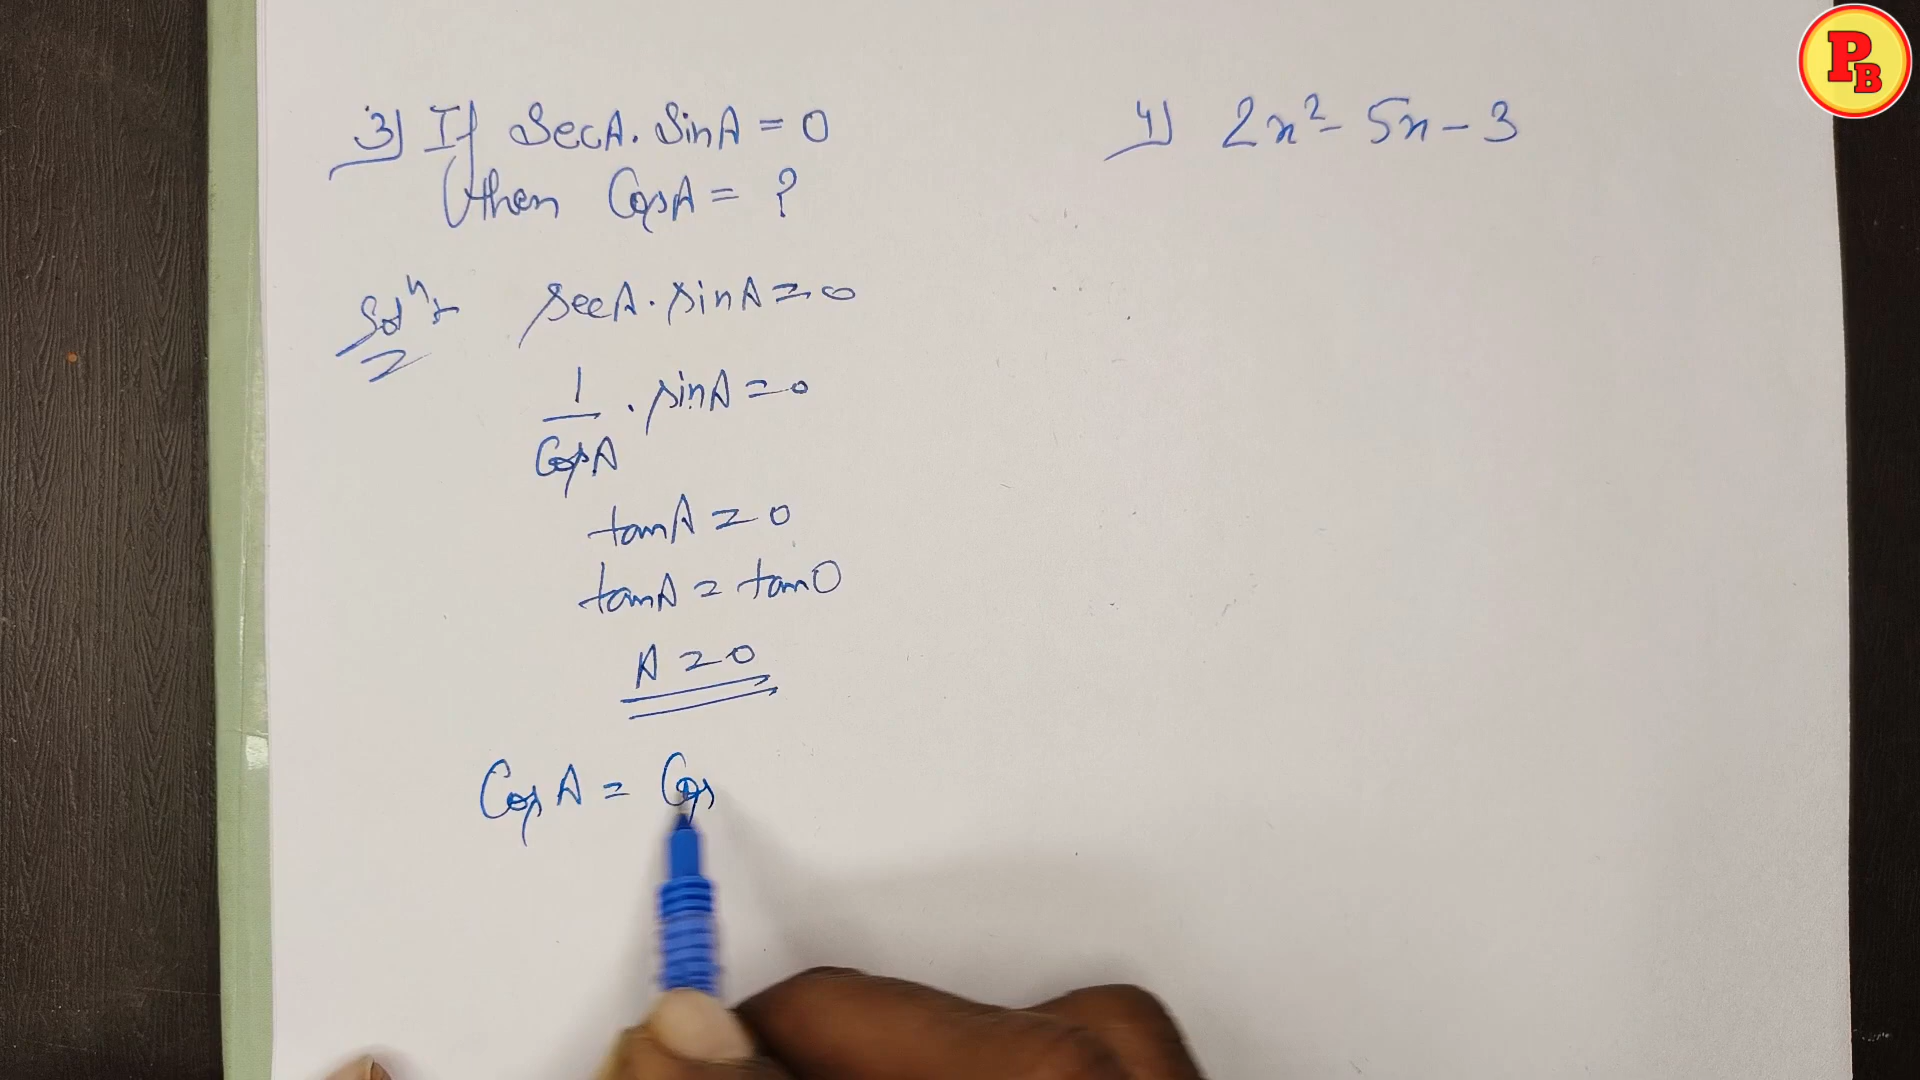 3) If SecA. SinA = 0
then CosA = ?
Solⁿ:-
secA. sinA = 0
1/CosA . sinA = 0
tanA = 0
tanA = tan0
A = 0
CosA = Cos
4) 2x² - 5x - 3
PB